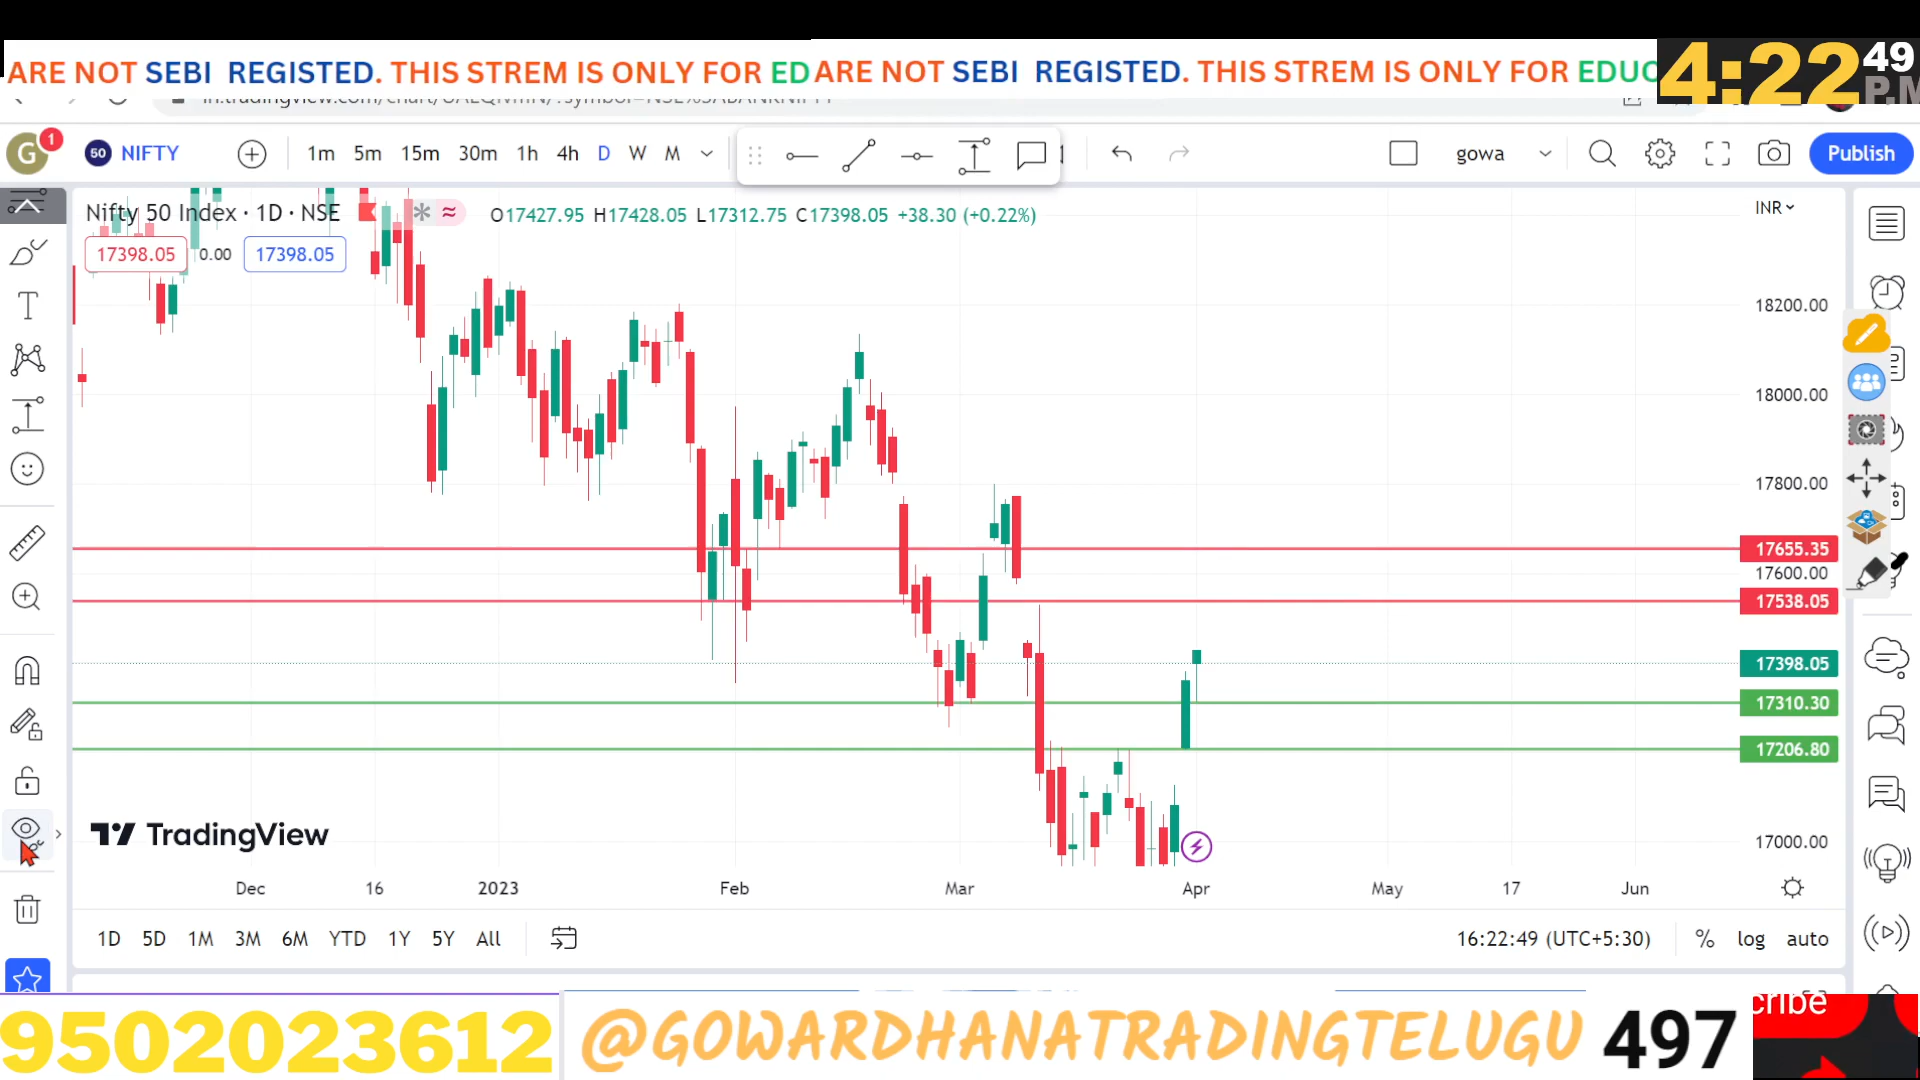 ARE NOT SEBI REGISTED. THIS STREM IS ONLY FOR ED ARE NOT SEBI REGISTED. THIS STREM IS ONLY FOR EDUC
4:22 49 P.M
G 1 50 NIFTY 1m 5m 15m 30m 1h 4h D W M gowa Publish
Nifty 50 Index · 1D · NSE O17427.95 H17428.05 L17312.75 C17398.05 +38.30 (+0.22%) INR
17398.05 0.00 17398.05
18200.00
18000.00
17800.00
17655.35
17600.00
17538.05
17398.05
17310.30
17206.80
TradingView 17000.00
Dec 16 2023 Feb Mar Apr May 17 Jun
1D 5D 1M 3M 6M YTD 1Y 5Y All 16:22:49 (UTC+5:30) % log auto
9502023612 @GOWARDHANATRADINGTELUGU 497 cribe